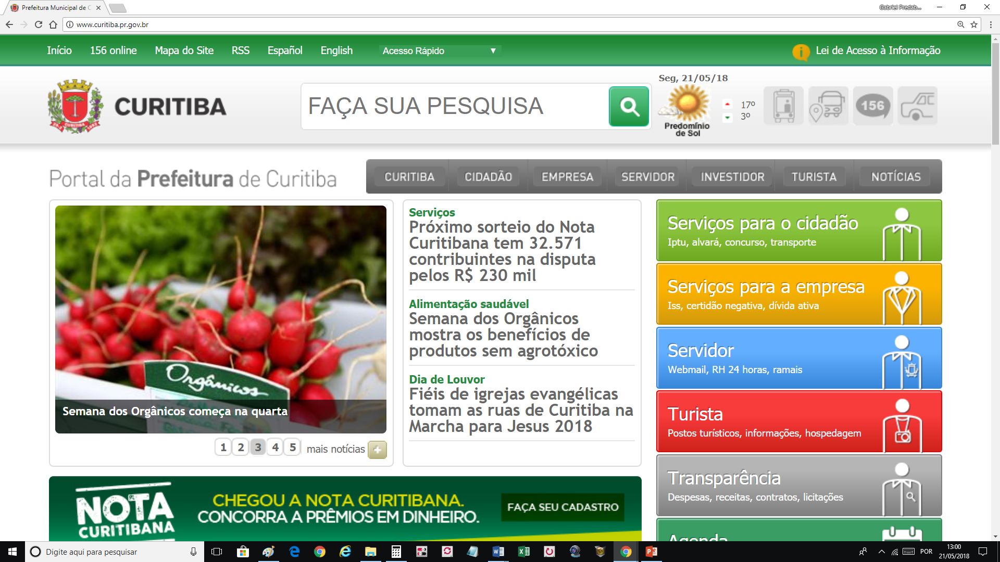 Prefeitura Municipal de C
Gabriel Predab...
www.curitiba.pr.gov.br
Início 156 online Mapa do Site RSS Español English Acesso Rápido Lei de Acesso à Informação
CURITIBA
CURITIBA
FAÇA SUA PESQUISA
Seg, 21/05/18
Predomínio
de Sol
17º
3º
156
Portal da Prefeitura de Curitiba
CURITIBA CIDADÃO EMPRESA SERVIDOR INVESTIDOR TURISTA NOTÍCIAS
Orgânicos
Semana dos Orgânicos começa na quarta
1 2 3 4 5 mais notícias
Serviços
Próximo sorteio do Nota
Curitibana tem 32.571
contribuintes na disputa
pelos R$ 230 mil
Alimentação saudável
Semana dos Orgânicos
mostra os benefícios de
produtos sem agrotóxico
Dia de Louvor
Fiéis de igrejas evangélicas
tomam as ruas de Curitiba na
Marcha para Jesus 2018
Serviços para o cidadão
Iptu, alvará, concurso, transporte
Serviços para a empresa
Iss, certidão negativa, dívida ativa
Servidor
Webmail, RH 24 horas, ramais
Turista
Postos turísticos, informações, hospedagem
Transparência
Despesas, receitas, contratos, licitações
Agenda
NOTA
CURITIBANA
CHEGOU A NOTA CURITIBANA.
CONCORRA A PRÊMIOS EM DINHEIRO.
FAÇA SEU CADASTRO
Digite aqui para pesquisar
POR
13:00
21/05/2018